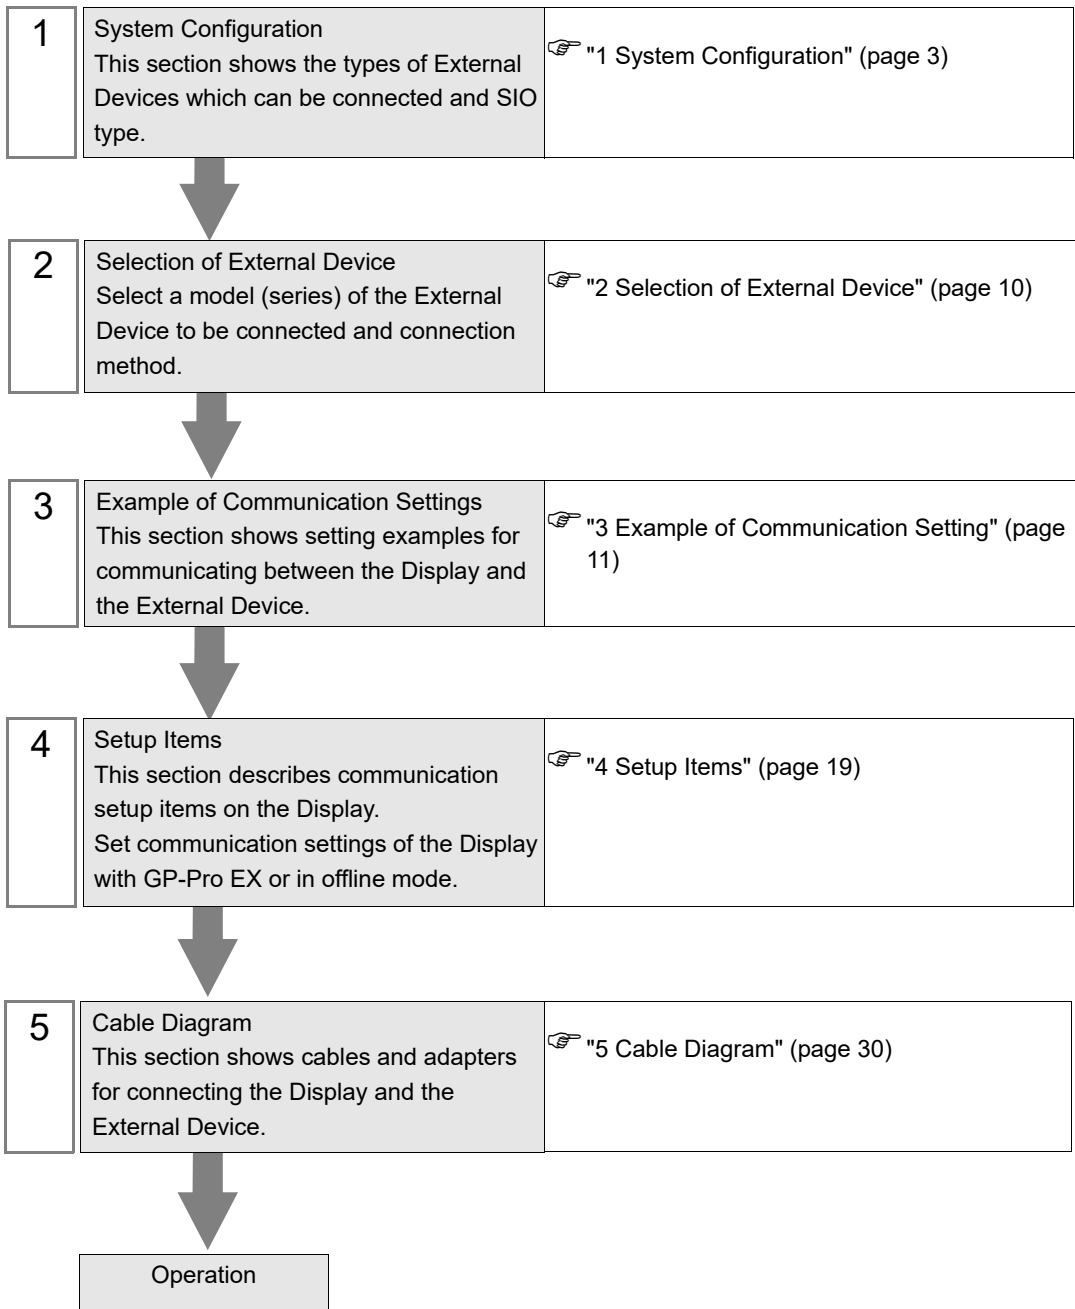 1
System Configuration
This section shows the types of External
Devices which can be connected and SIO
type.
"1 System Configuration" (page 3)
2
Selection of External Device
Select a model (series) of the External
Device to be connected and connection
method.
"2 Selection of External Device" (page 10)
3
Example of Communication Settings
This section shows setting examples for
communicating between the Display and
the External Device.
"3 Example of Communication Setting" (page
11)
4
Setup Items
This section describes communication
setup items on the Display.
Set communication settings of the Display
with GP-Pro EX or in offline mode.
"4 Setup Items" (page 19)
5
Cable Diagram
This section shows cables and adapters
for connecting the Display and the
External Device.
"5 Cable Diagram" (page 30)
Operation